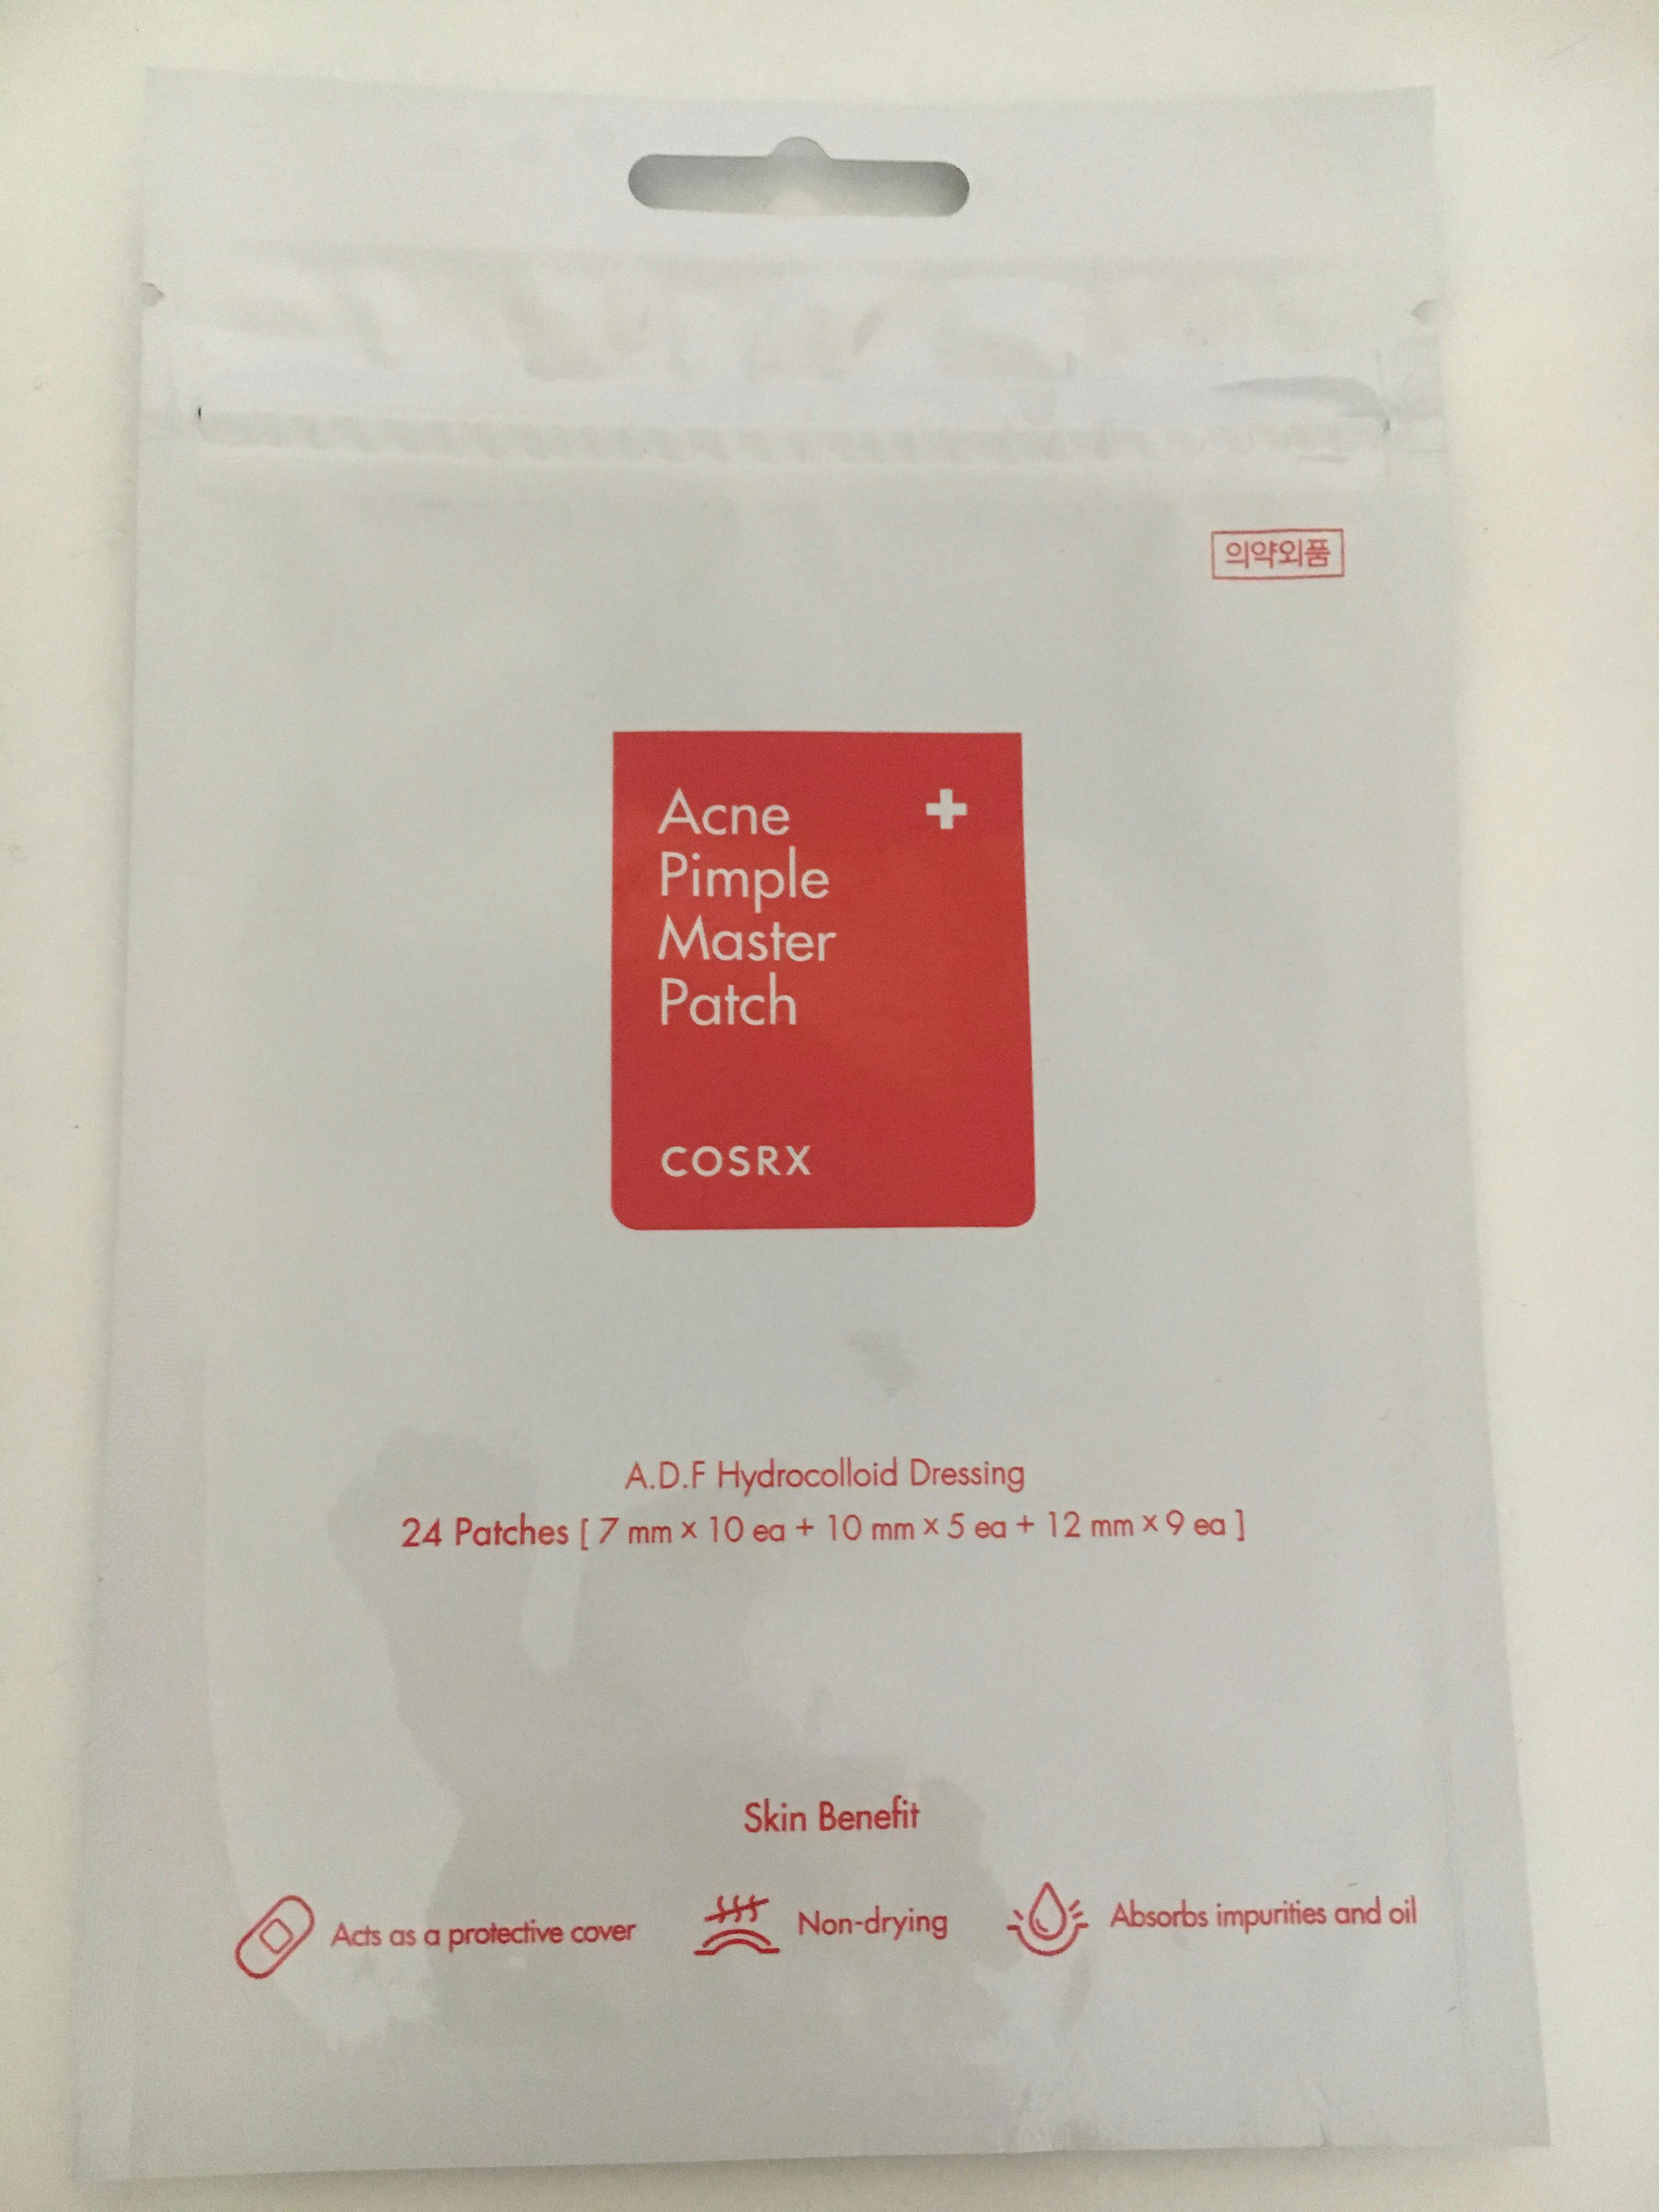 의약외품
Acne
Pimple
Master
Patch
COSRX
A.D.F Hydrocolloid Dressing
24 Patches [ 7 mm × 10 ea + 10 mm × 5 ea + 12 mm × 9 ea ]
Skin Benefit
Acts as a protective cover
Non-drying
Absorbs impurities and oil